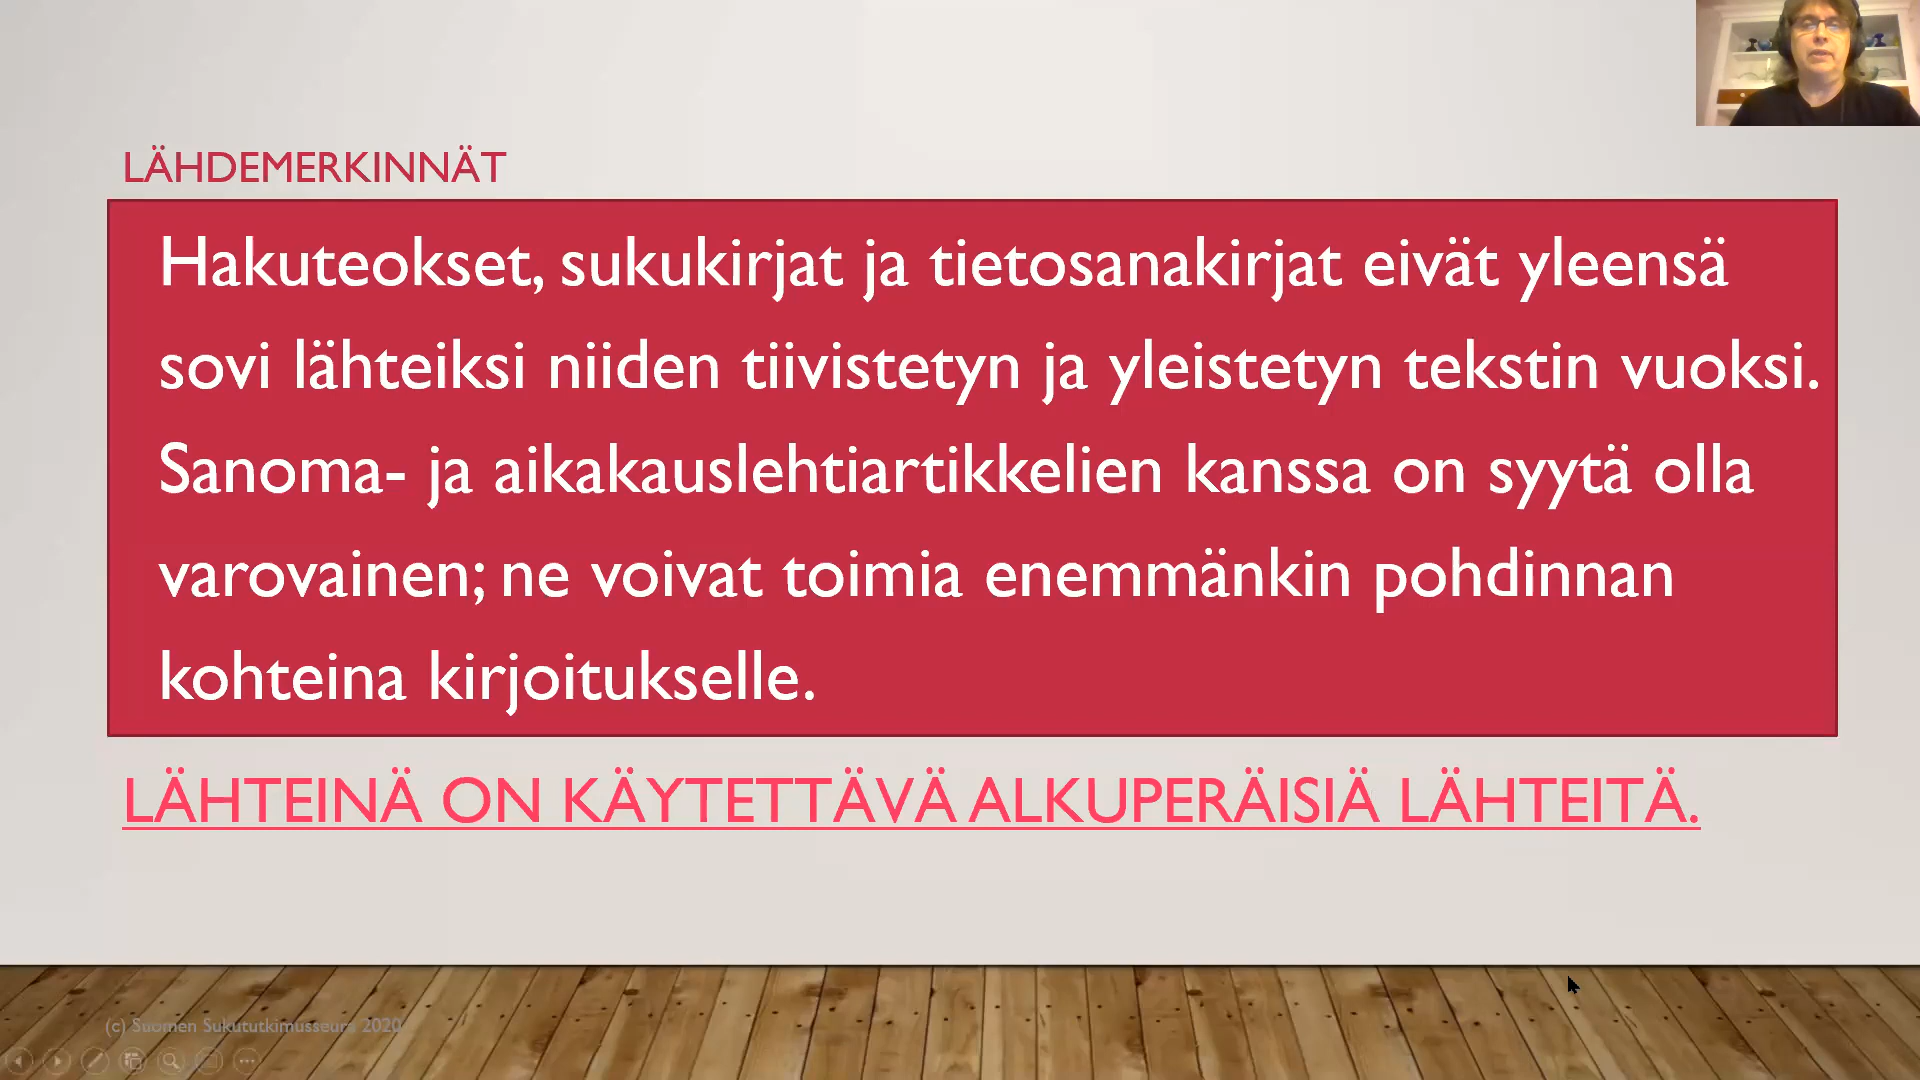 LÄHDEMERKINNÄT
Hakuteokset, sukukirjat ja tietosanakirjat eivät yleensä
sovi lähteiksi niiden tiivistetyn ja yleistetyn tekstin vuoksi.
Sanoma- ja aikakauslehtiartikkelien kanssa on syytä olla
varovainen; ne voivat toimia enemmänkin pohdinnan
kohteina kirjoitukselle.
LÄHTEINÄ ON KÄYTETTÄVÄ ALKUPERÄISIÄ LÄHTEITÄ.
(c) Suomen Sukututkimusseura 2020